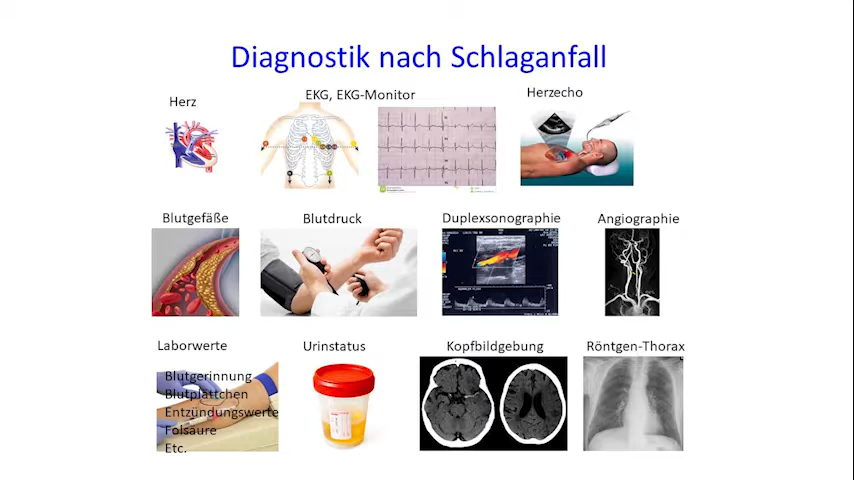 Diagnostik nach Schlaganfall
Herz
EKG, EKG-Monitor
Herzecho
Blutgefäße
Blutdruck
Duplexsonographie
Angiographie
Laborwerte
Urinstatus
Kopfbildgebung
Röntgen-Thorax
Blutgerinnung
Blutplättchen
Entzündungswerte
Folsäure
Etc.